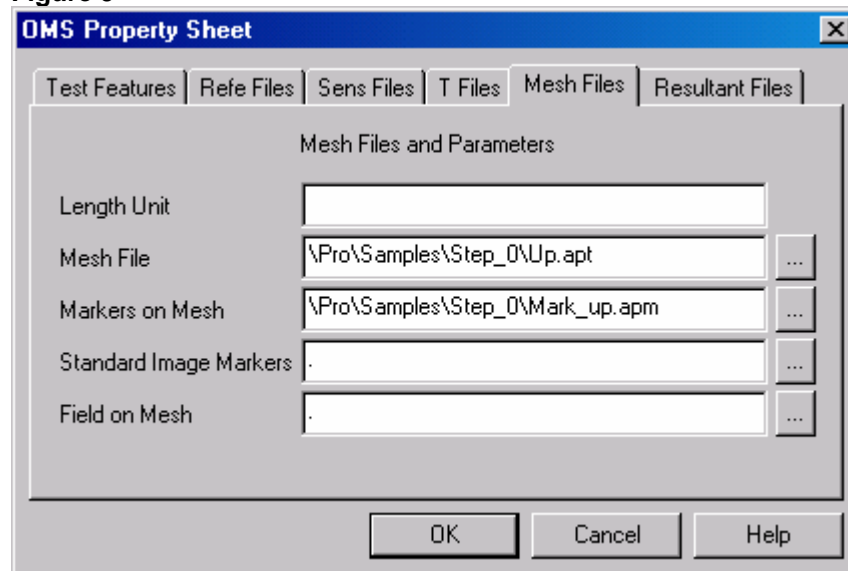 OMS Property Sheet
Test Features Refe Files Sens Files T Files Mesh Files Resultant Files
Mesh Files and Parameters
Length Unit
Mesh File \Pro\Samples\Step_0\Up.apt ...
Markers on Mesh \Pro\Samples\Step_0\Mark_up.apm ...
Standard Image Markers . ...
Field on Mesh . ...
OK Cancel Help